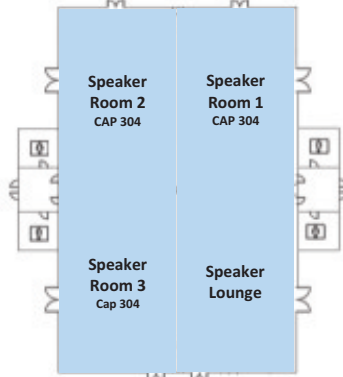 Speaker
Room 2
CAP 304
Speaker
Room 1
CAP 304
Speaker
Room 3
Cap 304
Speaker
Lounge